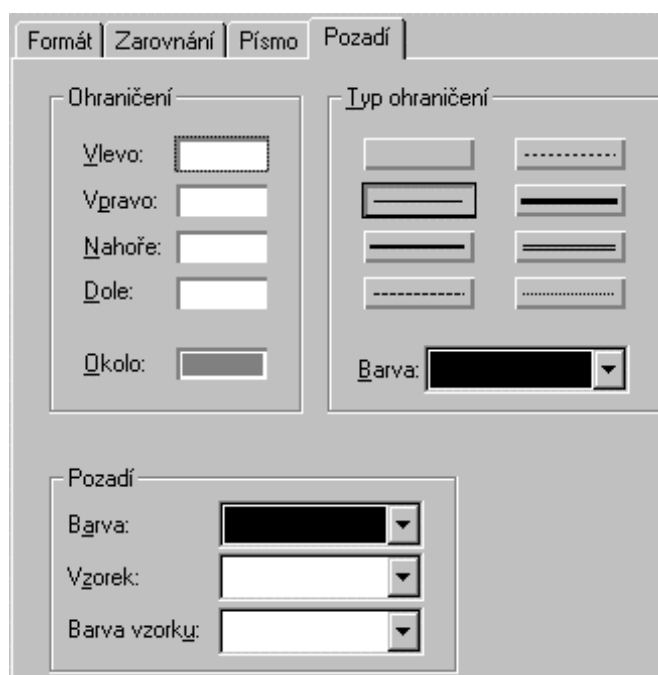 Formát Zarovnání Písmo Pozadí
Ohraničení
Vlevo:
Vpravo:
Nahoře:
Dole:
Okolo:
Typ ohraničení
Barva:
Pozadí
Barva:
Vzorek:
Barva vzorku: